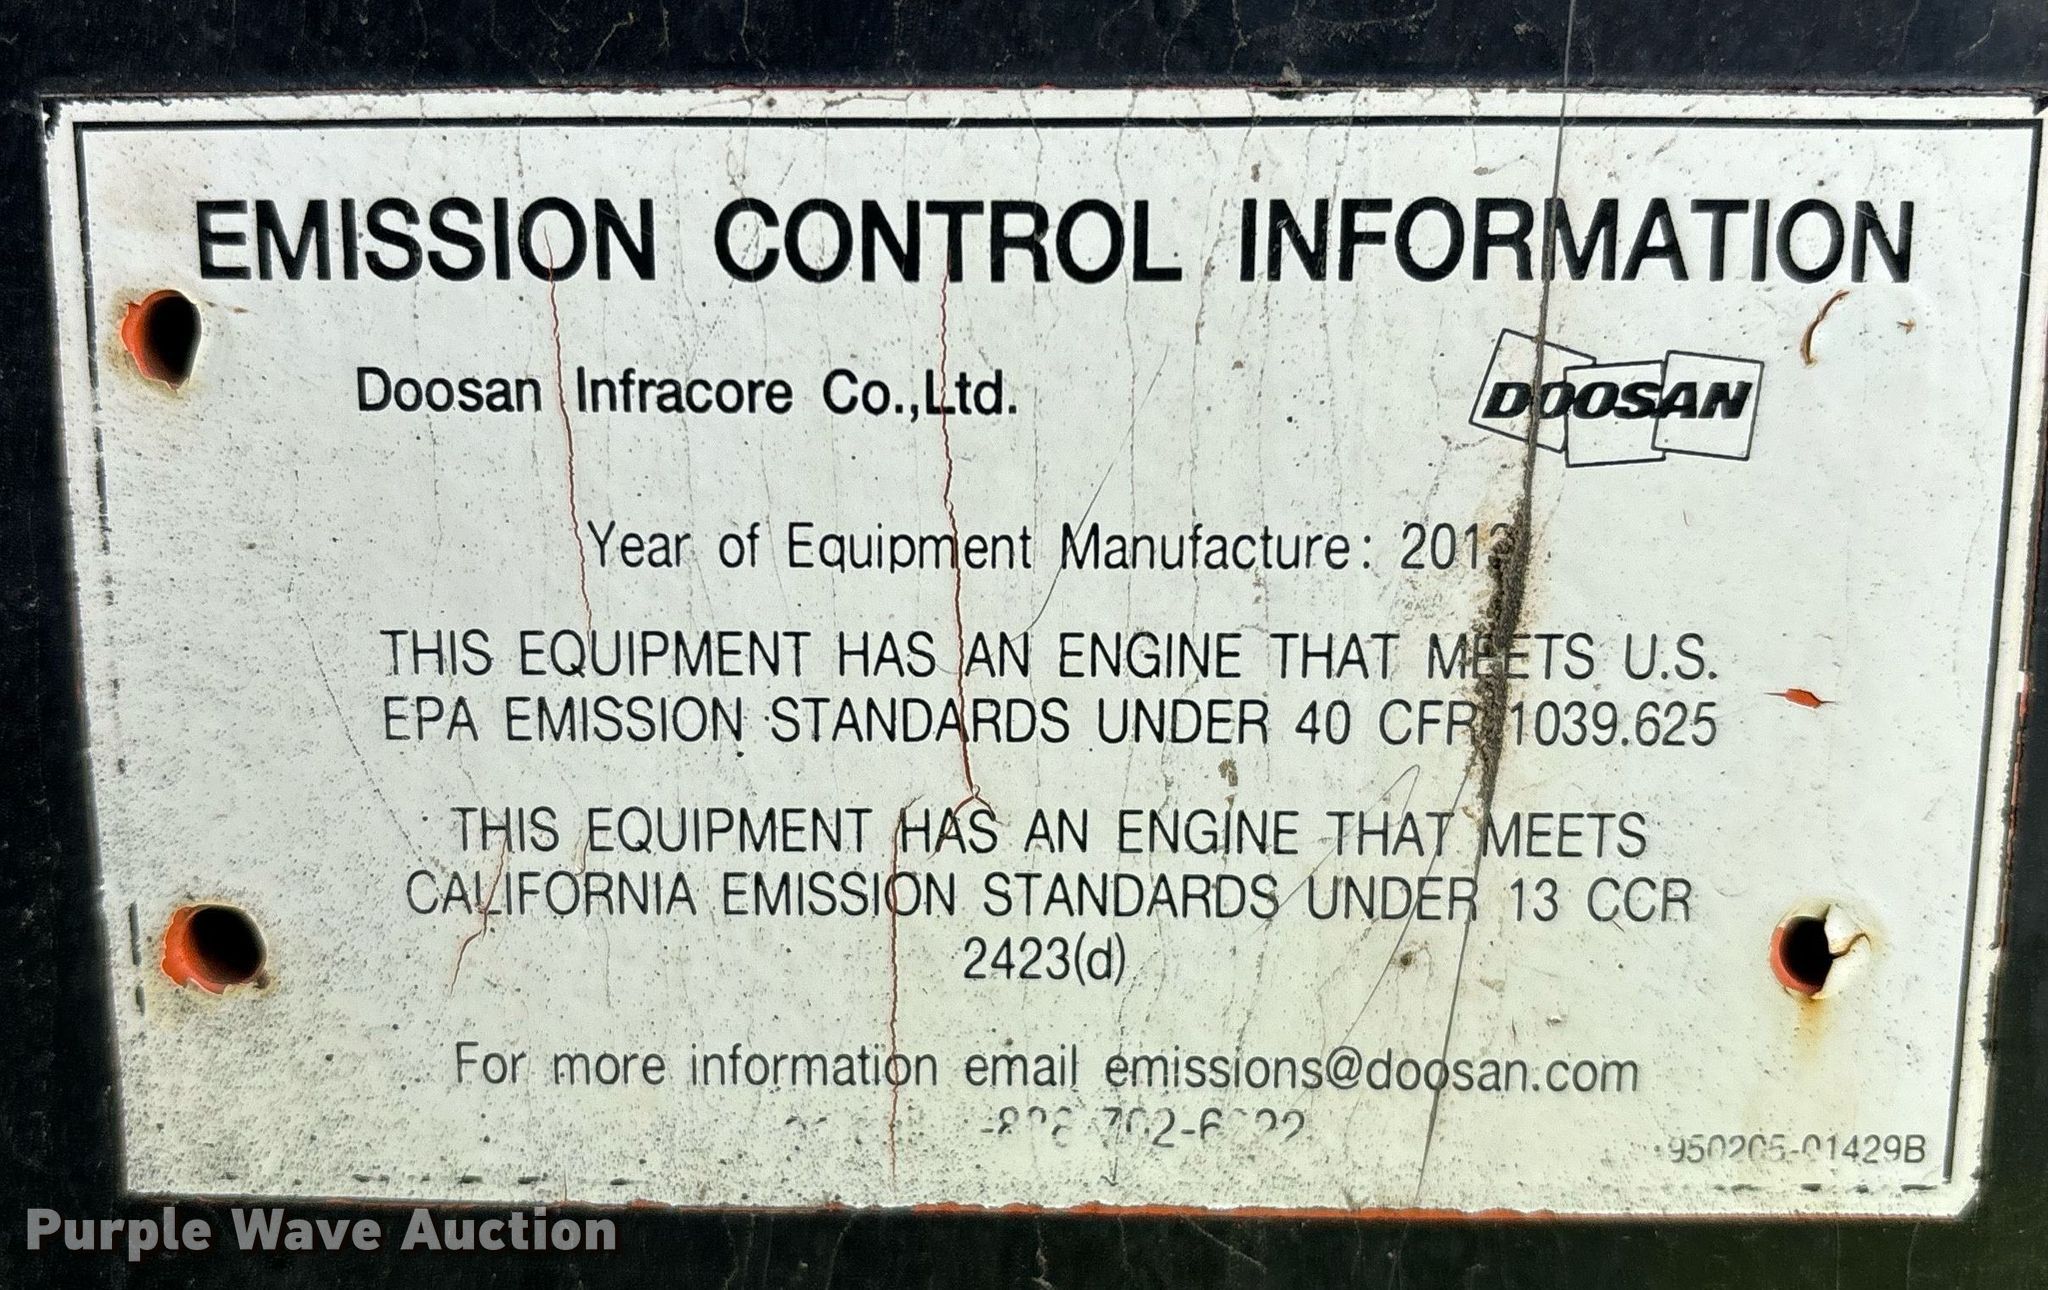 EMISSION CONTROL INFORMATION
Doosan Infracore Co.,Ltd.
DOOSAN
Year of Equipment Manufacture:
THIS EQUIPMENT HAS AN ENGINE THAT MEETS U.S.
EPA EMISSION STANDARDS UNDER 40 CFR 1039.625
THIS EQUIPMENT HAS AN ENGINE THAT MEETS
CALIFORNIA EMISSION STANDARDS UNDER 13 CCR
2423(d)
For more information email emissions@doosan.com
950205-01429B
Purple Wave Auction